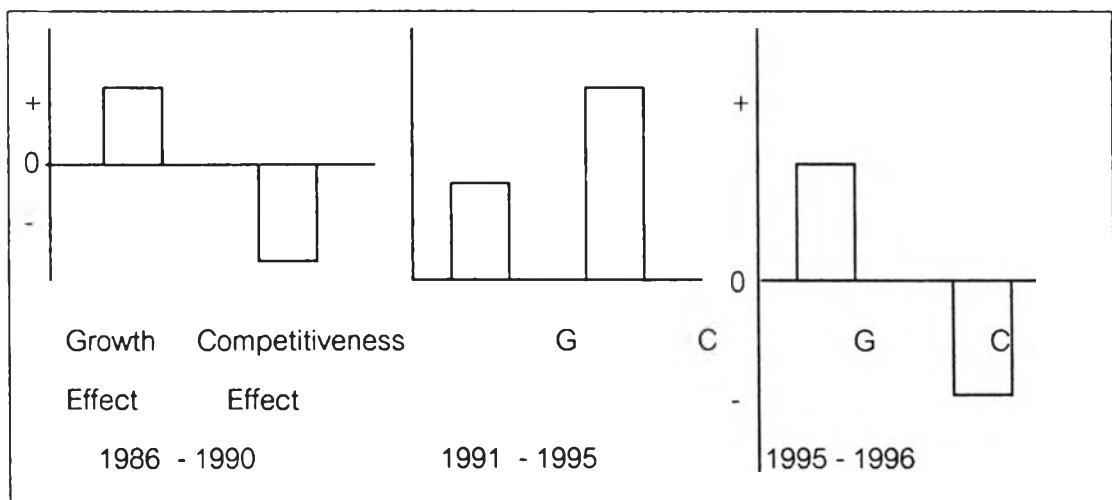 +
0
-
+
0
-
Growth Competitiveness G C G C
Effect Effect
1986 - 1990 1991 - 1995 1995 - 1996